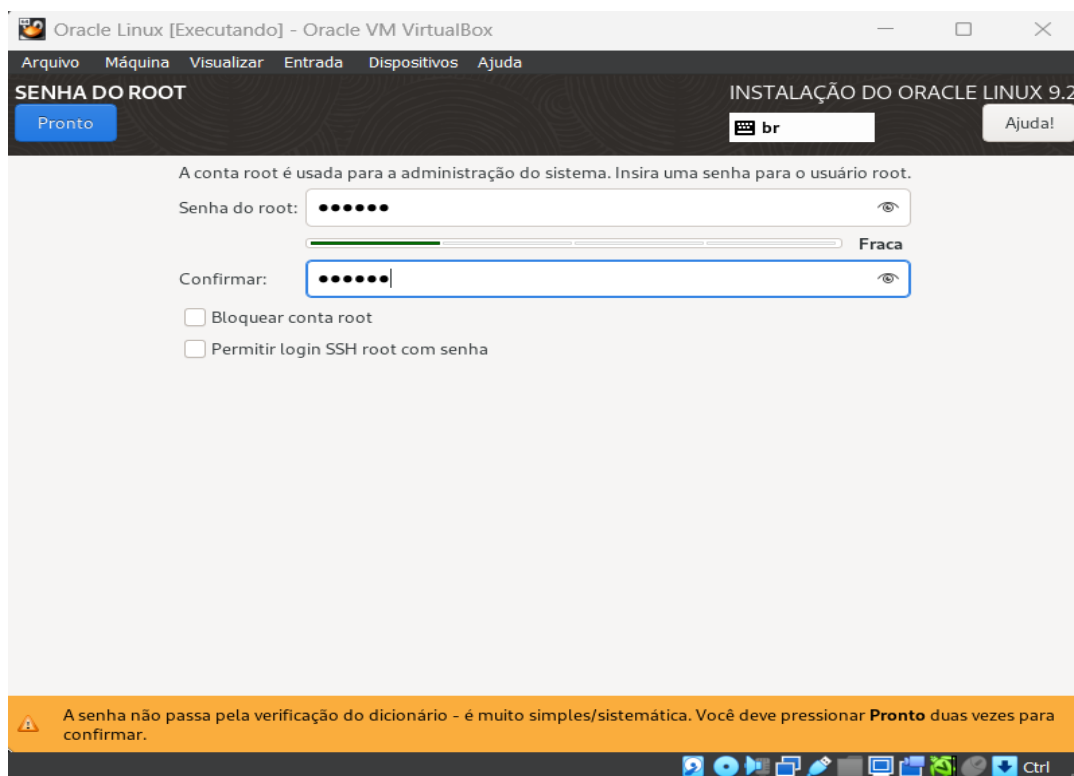 Oracle Linux [Executando] - Oracle VM VirtualBox
Arquivo Máquina Visualizar Entrada Dispositivos Ajuda
SENHA DO ROOT
INSTALAÇÃO DO ORACLE LINUX 9.2
Pronto
br
Ajuda!
A conta root é usada para a administração do sistema. Insira uma senha para o usuário root.
Senha do root: ●●●●●●
Fraca
Confirmar: ●●●●●●
Bloquear conta root
Permitir login SSH root com senha
A senha não passa pela verificação do dicionário - é muito simples/sistemática. Você deve pressionar Pronto duas vezes para
confirmar.
Ctrl